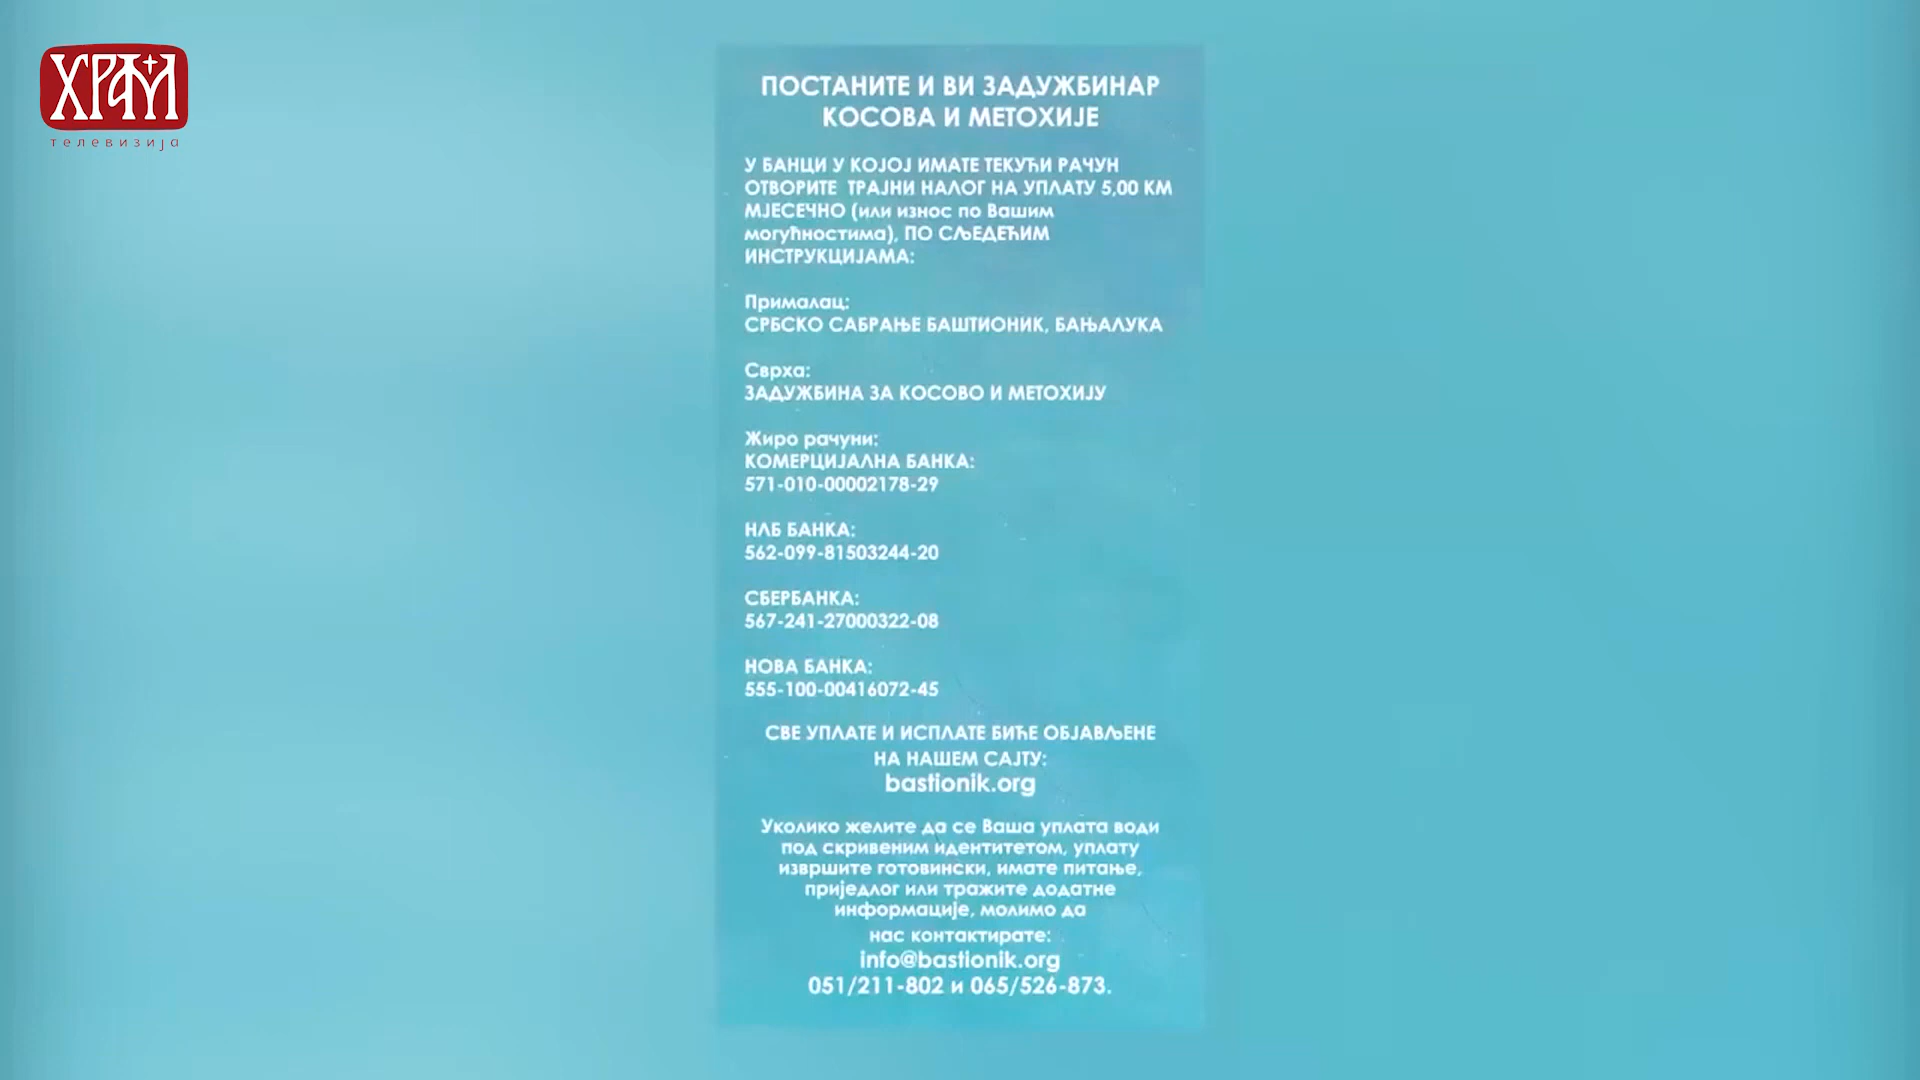 ХРАМ
телевизија
ПОСТАНИТЕ И ВИ ЗАДУЖБИНАР
КОСОВА И МЕТОХИЈЕ
У БАНЦИ У КОЈОЈ ИМАТЕ ТЕКУЋИ РАЧУН
ОТВОРИТЕ ТРАЈНИ НАЛОГ НА УПЛАТУ 5,00 КМ
МЈЕСЕЧНО (или износ по Вашим
могућностима), ПО СЉЕДЕЋИМ
ИНСТРУКЦИЈАМА:
Прималац:
СРБСКО САБРАЊЕ БАШТИОНИК, БАЊАЛУКА
Сврха:
ЗАДУЖБИНА ЗА КОСОВО И МЕТОХИЈУ
Жиро рачуни:
КОМЕРЦИЈАЛНА БАНКА:
571-010-00002178-29
НЛБ БАНКА:
562-099-81503244-20
СБЕРБАНКА:
567-241-27000322-08
НОВА БАНКА:
555-100-00416072-45
СВЕ УПЛАТЕ И ИСПЛАТЕ БИЋЕ ОБЈАВЉЕНЕ
НА НАШЕМ САЈТУ:
bastionik.org
Уколико желите да се Ваша уплата води
под скривеним идентитетом, уплату
извршите готовински, имате питање,
приједлог или тражите додатне
информације, молимо да
нас контактирате:
info@bastionik.org
051/211-802 и 065/526-873.